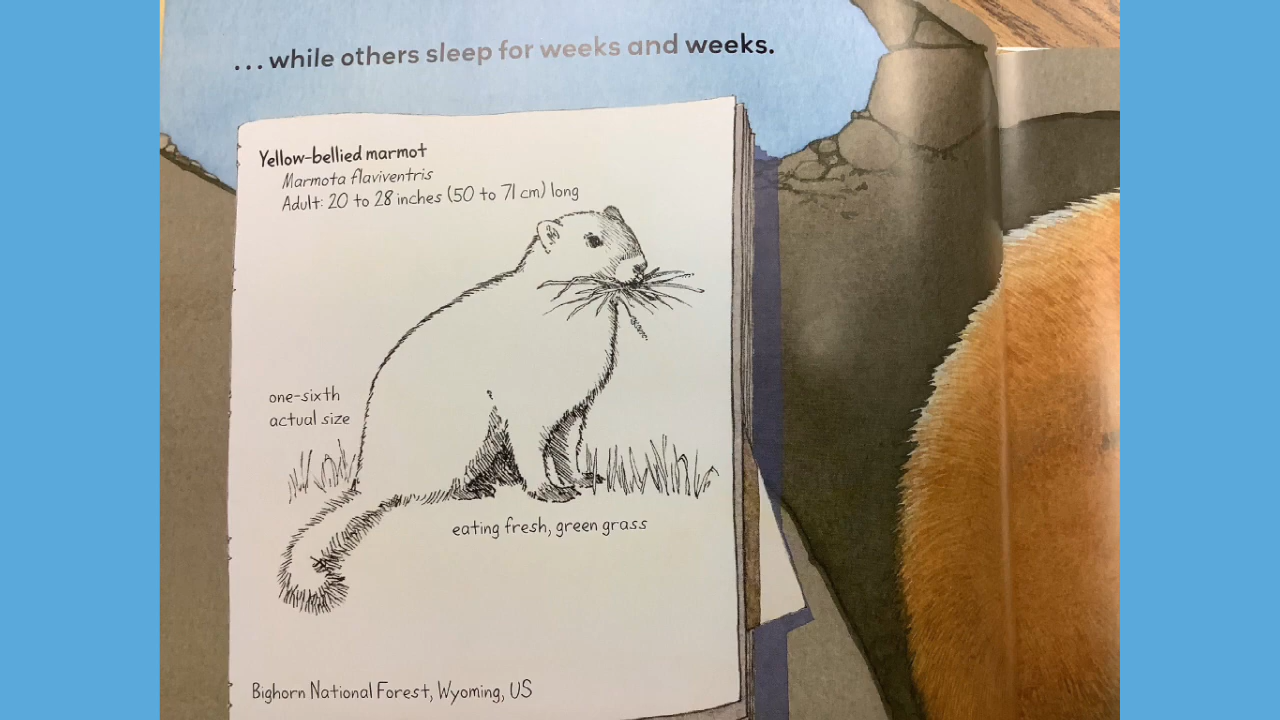 ... while others sleep for weeks and weeks.
Yellow-bellied marmot
Marmota flaviventris
Adult: 20 to 28 inches (50 to 71 cm) long
one-sixth
actual size
eating fresh, green grass
Bighorn National Forest, Wyoming, US